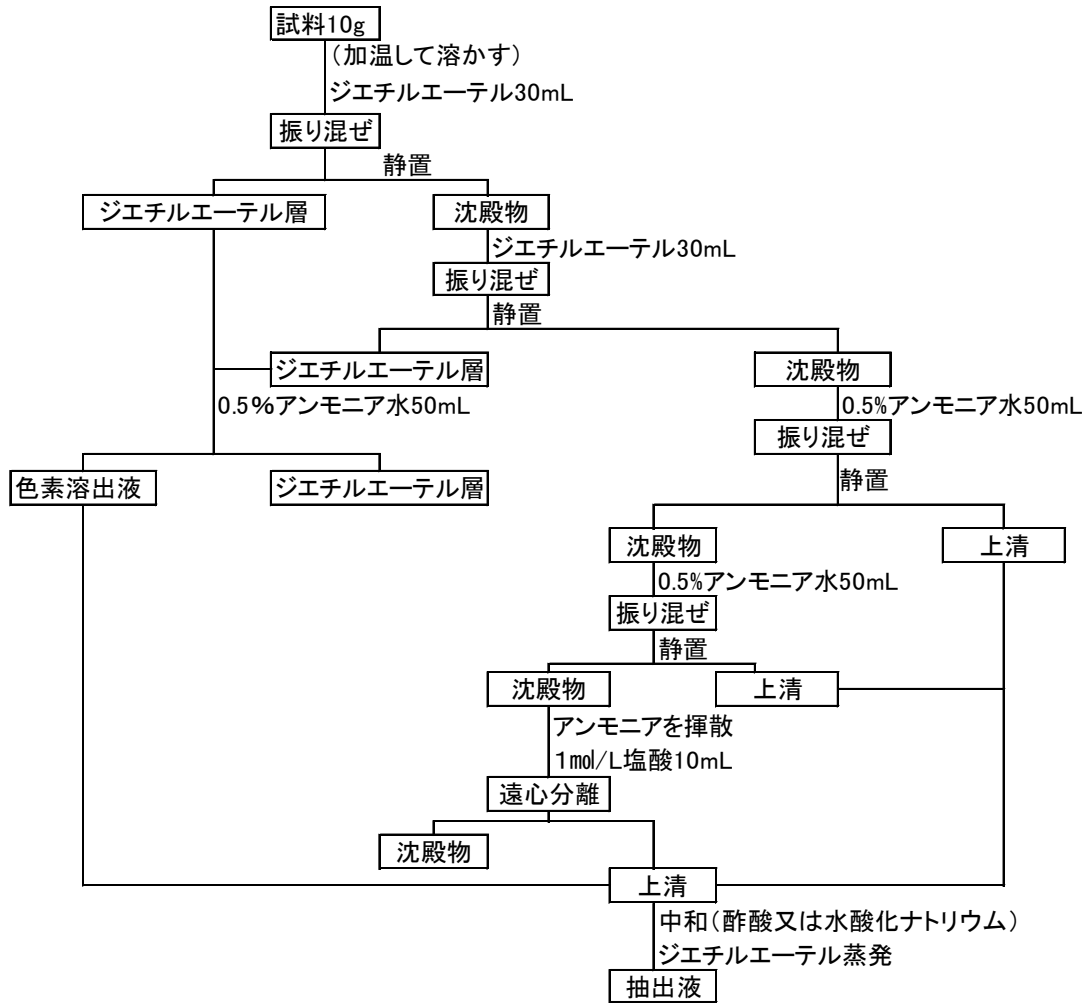 試料10g
(加温して溶かす)
ジエチルエーテル30mL
振り混ぜ
静置
ジエチルエーテル層
沈殿物
ジエチルエーテル30mL
振り混ぜ
静置
ジエチルエーテル層
沈殿物
0.5%アンモニア水50mL
0.5%アンモニア水50mL
振り混ぜ
色素溶出液
ジエチルエーテル層
静置
沈殿物
上清
0.5%アンモニア水50mL
振り混ぜ
静置
沈殿物
上清
アンモニアを揮散
1㏖/L塩酸10mL
遠心分離
沈殿物
上清
中和(酢酸又は水酸化ナトリウム)
ジエチルエーテル蒸発
抽出液